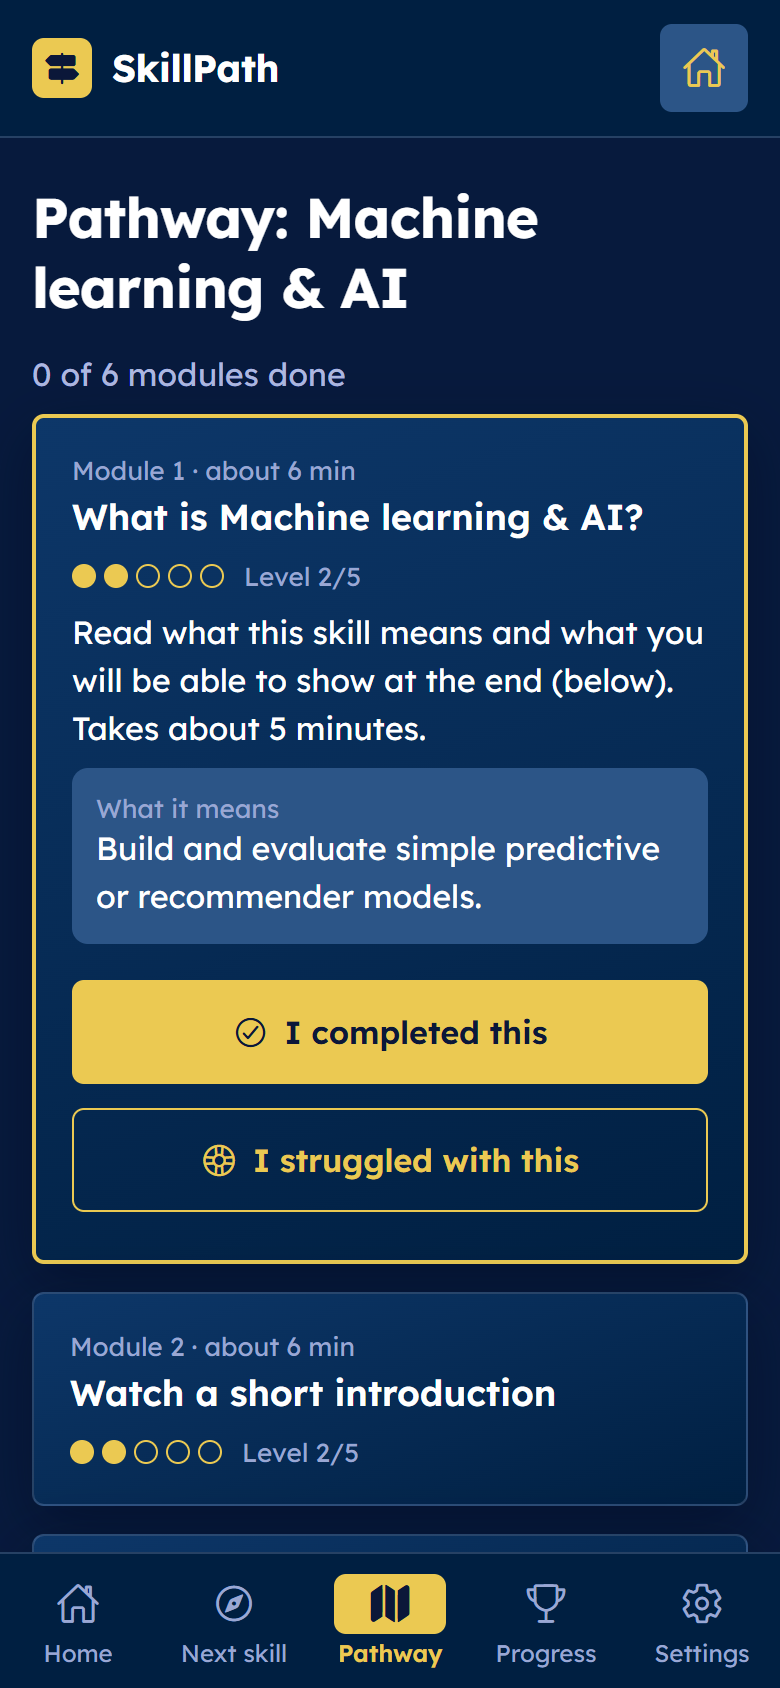 SkillPath
Pathway: Machine
learning & AI
0 of 6 modules done
Module 1 · about 6 min
What is Machine learning & AI?
Level 2/5
Read what this skill means and what you
will be able to show at the end (below).
Takes about 5 minutes.
What it means
Build and evaluate simple predictive
or recommender models.
I completed this
I struggled with this
Module 2 · about 6 min
Watch a short introduction
Level 2/5
Home
Next skill
Pathway
Progress
Settings